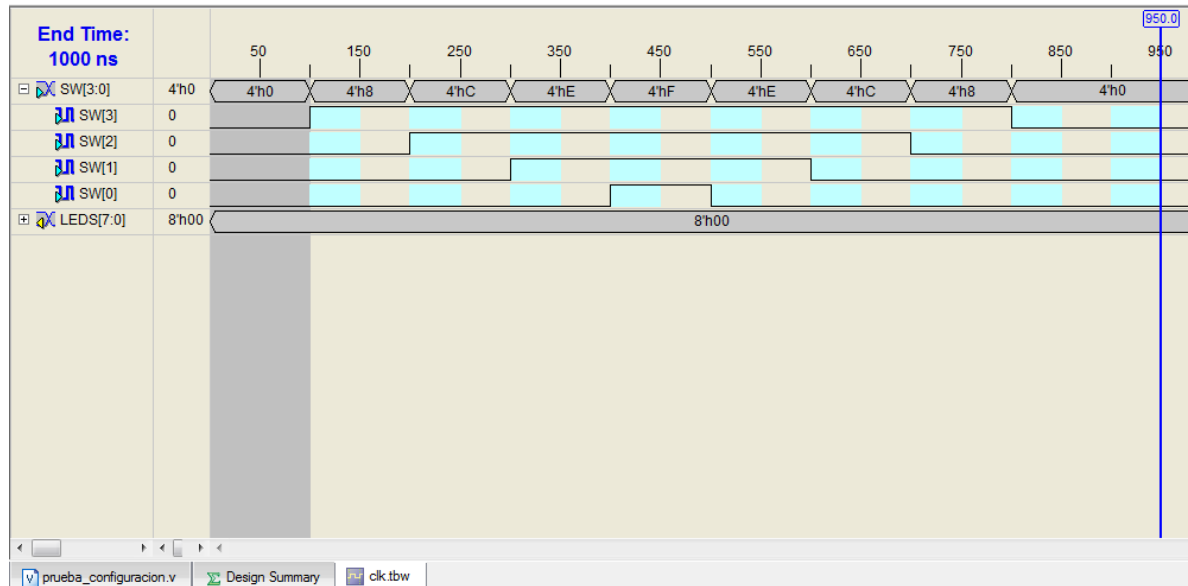 950.0
End Time:
1000 ns
50 150 250 350 450 550 650 750 850 950
SW[3:0] 4'h0 4'h0 4'h8 4'hC 4'hE 4'hF 4'hE 4'hC 4'h8 4'h0
SW[3] 0
SW[2] 0
SW[1] 0
SW[0] 0
LEDS[7:0] 8'h00 8'h00
prueba_configuracion.v Design Summary clk.tbw